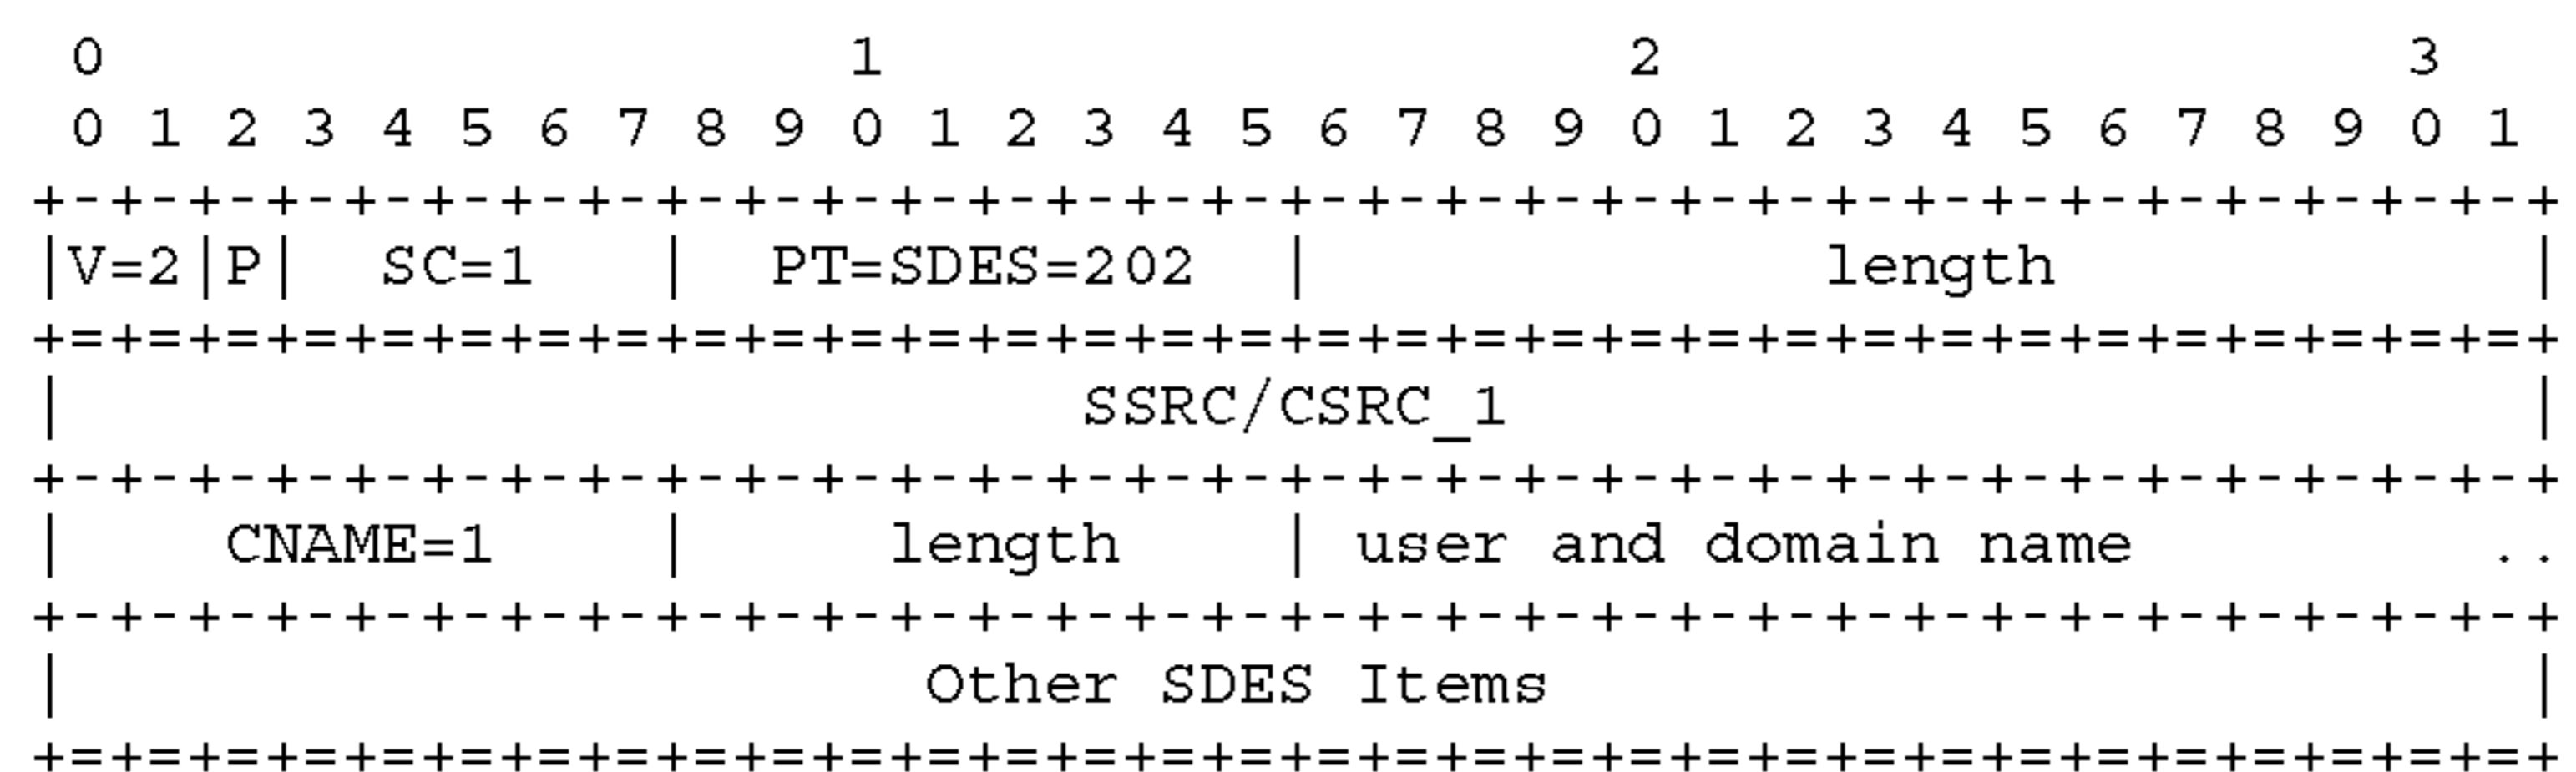 0                   1                   2                   3
 0 1 2 3 4 5 6 7 8 9 0 1 2 3 4 5 6 7 8 9 0 1 2 3 4 5 6 7 8 9 0 1
+-+-+-+-+-+-+-+-+-+-+-+-+-+-+-+-+-+-+-+-+-+-+-+-+-+-+-+-+-+-+-+-+
|V=2|P|  SC=1   |  PT=SDES=202  |             length            |
+=+=+=+=+=+=+=+=+=+=+=+=+=+=+=+=+=+=+=+=+=+=+=+=+=+=+=+=+=+=+=+=+
|                          SSRC/CSRC_1                          |
+-+-+-+-+-+-+-+-+-+-+-+-+-+-+-+-+-+-+-+-+-+-+-+-+-+-+-+-+-+-+-+-+
|    CNAME=1    |     length    | user and domain name         ..
+-+-+-+-+-+-+-+-+-+-+-+-+-+-+-+-+-+-+-+-+-+-+-+-+-+-+-+-+-+-+-+-+
|                      Other SDES Items                         |
+=+=+=+=+=+=+=+=+=+=+=+=+=+=+=+=+=+=+=+=+=+=+=+=+=+=+=+=+=+=+=+=+